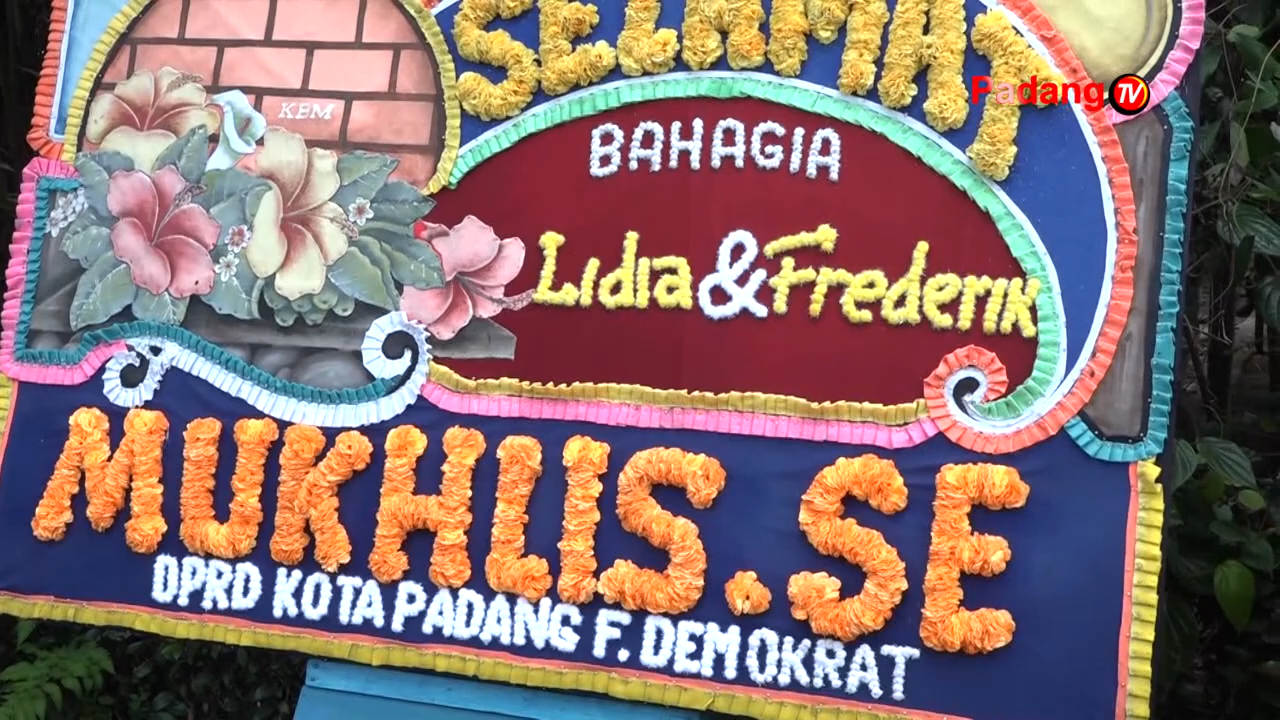 SELAMAT
Padang TV
KBM
BAHAGIA
Lidia & Frederik
MUKHLIS.SE
DPRD KOTA PADANG F. DEMOKRAT